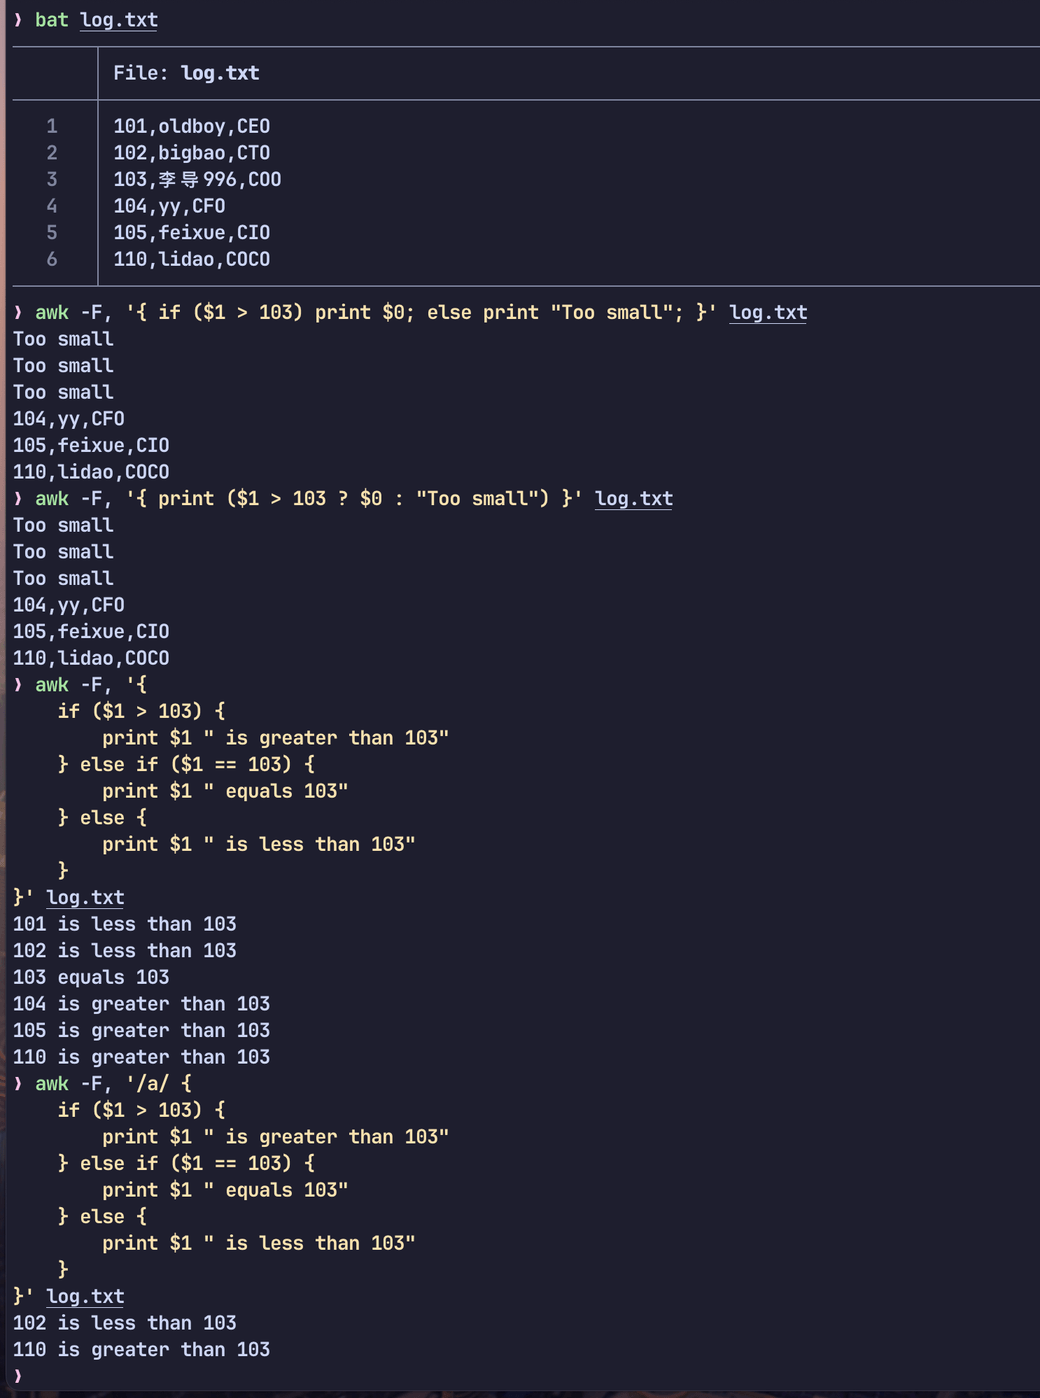 ❯ bat log.txt
File: log.txt
1 101,oldboy,CEO
2 102,bigbao,CTO
3 103,李导996,COO
4 104,yy,CFO
5 105,feixue,CIO
6 110,lidao,COCO
❯ awk -F, '{ if ($1 > 103) print $0; else print "Too small"; }' log.txt
Too small
Too small
Too small
104,yy,CFO
105,feixue,CIO
110,lidao,COCO
❯ awk -F, '{ print ($1 > 103 ? $0 : "Too small") }' log.txt
Too small
Too small
Too small
104,yy,CFO
105,feixue,CIO
110,lidao,COCO
❯ awk -F, '{
    if ($1 > 103) {
        print $1 " is greater than 103"
    } else if ($1 == 103) {
        print $1 " equals 103"
    } else {
        print $1 " is less than 103"
    }
}' log.txt
101 is less than 103
102 is less than 103
103 equals 103
104 is greater than 103
105 is greater than 103
110 is greater than 103
❯ awk -F, '/a/ {
    if ($1 > 103) {
        print $1 " is greater than 103"
    } else if ($1 == 103) {
        print $1 " equals 103"
    } else {
        print $1 " is less than 103"
    }
}' log.txt
102 is less than 103
110 is greater than 103
❯